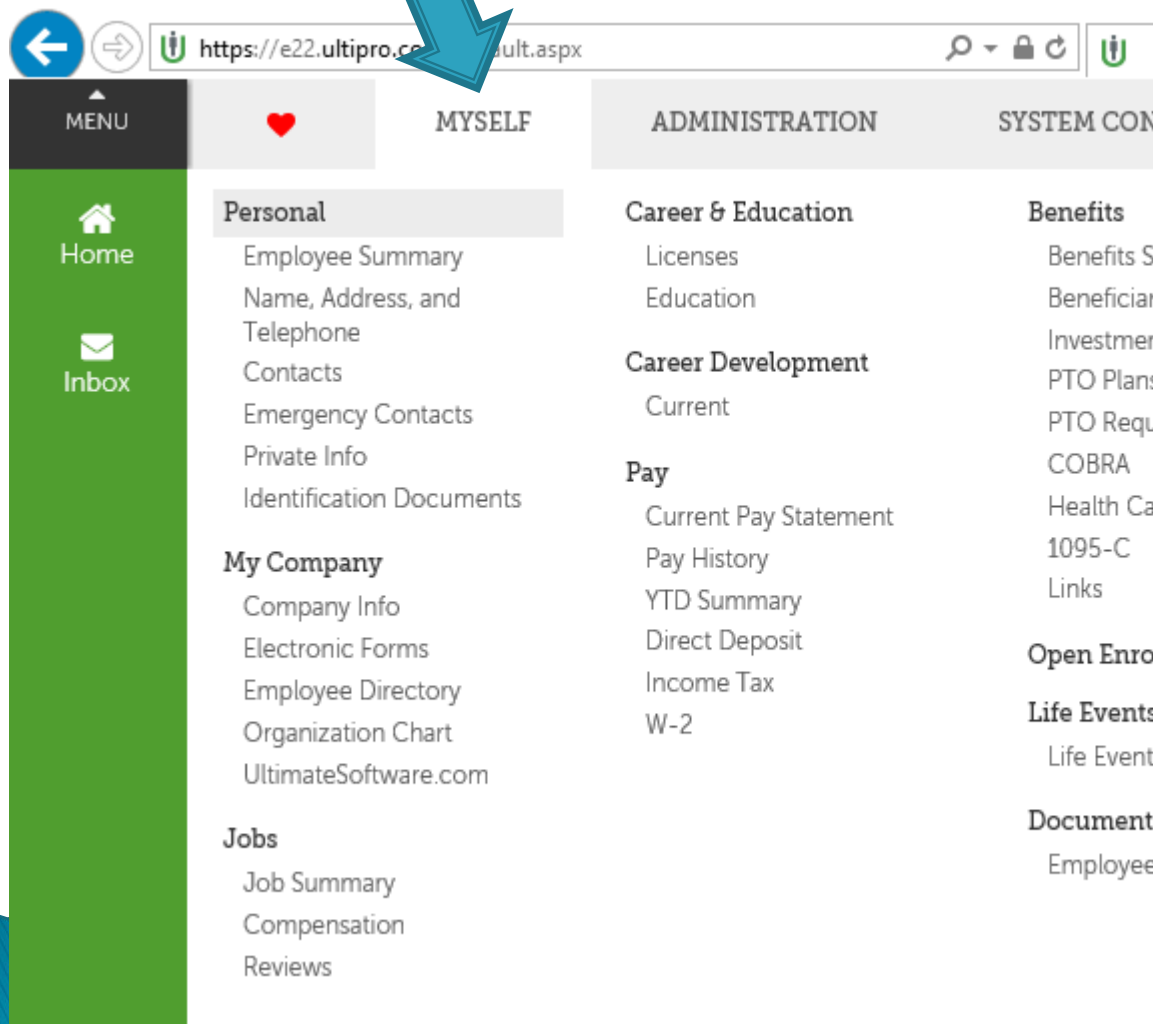 https://e22.ultipro.co ault.aspx
MENU
MYSELF
ADMINISTRATION
SYSTEM CON
Home
Inbox
Personal
Employee Summary
Name, Address, and
Telephone
Contacts
Emergency Contacts
Private Info
Identification Documents
My Company
Company Info
Electronic Forms
Employee Directory
Organization Chart
UltimateSoftware.com
Jobs
Job Summary
Compensation
Reviews
Career & Education
Licenses
Education
Career Development
Current
Pay
Current Pay Statement
Pay History
YTD Summary
Direct Deposit
Income Tax
W-2
Benefits
Benefits S
Beneficiar
Investmen
PTO Plans
PTO Requ
COBRA
Health Ca
1095-C
Links
Open Enro
Life Events
Life Event
Document
Employee